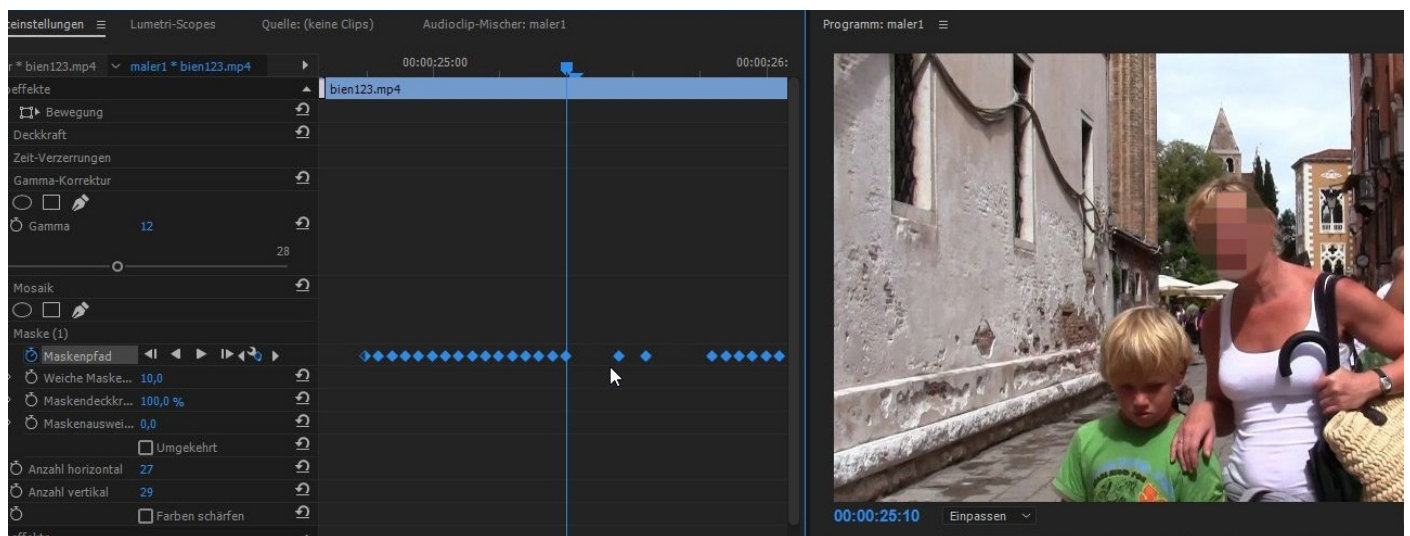 teinstellungen
Lumetri-Scopes
Quelle: (keine Clips)
Audioclip-Mischer: maler1
Programm: maler1
r * bien123.mp4
maler1 * bien123.mp4
00:00:25:00
00:00:26:
oeffekte
bien123.mp4
Bewegung
Deckkraft
Zeit-Verzerrungen
Gamma-Korrektur
Gamma 12
28
Mosaik
Maske (1)
Maskenpfad
Weiche Maske... 10,0
Maskendeckkr... 100,0 %
Maskenauswei... 0,0
Umgekehrt
Anzahl horizontal 27
Anzahl vertikal 29
Farben schärfen
00:00:25:10 Einpassen